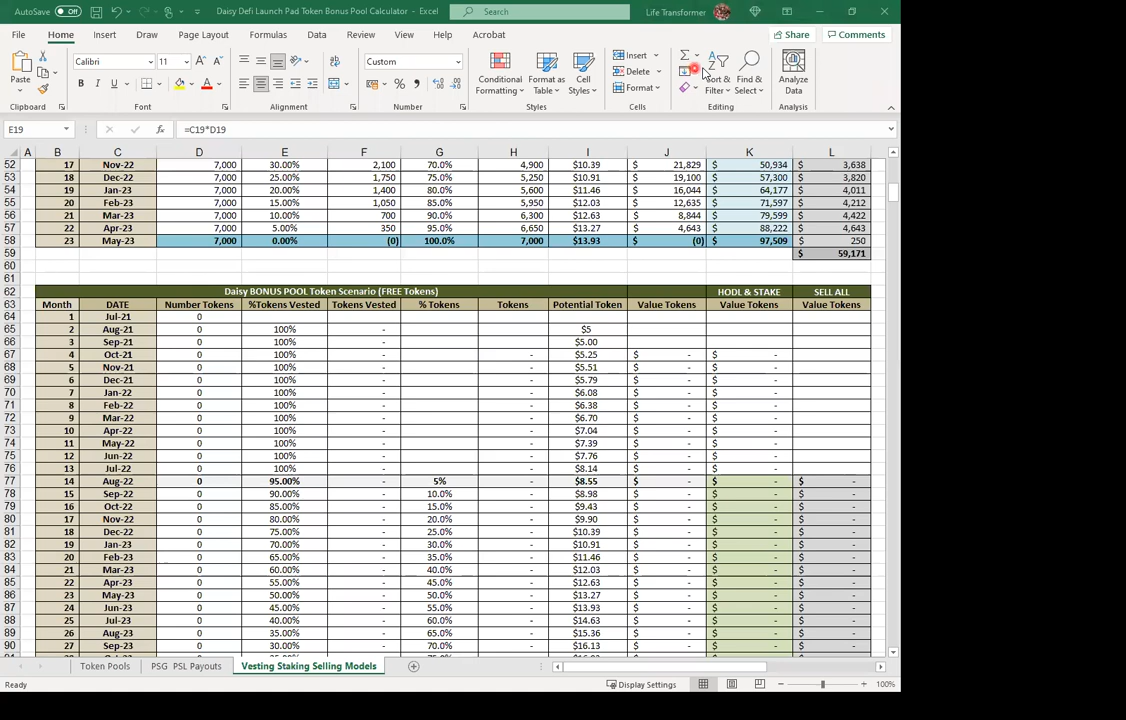 AutoSave Off Daisy Defi Launch Pad Token Bonus Pool Calculator - Excel Search Life Transformer
File Home Insert Draw Page Layout Formulas Data Review View Help Acrobat Share Comments
Paste Calibri 11 Custom Conditional Formatting Format as Table Cell Styles Insert Delete Format Sort & Filter Find & Select Analyze Data
B I U
Clipboard Font Alignment Number Styles Cells Editing Analysis
E19 fx =C19*D19
A B C D E F G H I J K L
52 17 Nov-22 7,000 30.00% 2,100 70.0% 4,900 $10.39 $ 21,829 $ 50,934 $ 3,638
53 18 Dec-22 7,000 25.00% 1,750 75.0% 5,250 $10.91 $ 19,100 $ 57,300 $ 3,820
54 19 Jan-23 7,000 20.00% 1,400 80.0% 5,600 $11.46 $ 16,044 $ 64,177 $ 4,011
55 20 Feb-23 7,000 15.00% 1,050 85.0% 5,950 $12.03 $ 12,635 $ 71,597 $ 4,212
56 21 Mar-23 7,000 10.00% 700 90.0% 6,300 $12.63 $ 8,844 $ 79,599 $ 4,422
57 22 Apr-23 7,000 5.00% 350 95.0% 6,650 $13.27 $ 4,643 $ 88,222 $ 4,643
58 23 May-23 7,000 0.00% (0) 100.0% 7,000 $13.93 $ (0) $ 97,509 $ 250
59 $ 59,171
60
61
62 Daisy BONUS POOL Token Scenario (FREE Tokens) HODL & STAKE SELL ALL
63 Month DATE Number Tokens %Tokens Vested Tokens Vested % Tokens Tokens Potential Token Value Tokens Value Tokens Value Tokens
64 1 Jul-21 0
65 2 Aug-21 0 100% - $5
66 3 Sep-21 0 100% - $5.00
67 4 Oct-21 0 100% - - $5.25 $ - $ -
68 5 Nov-21 0 100% - - $5.51 $ - $ -
69 6 Dec-21 0 100% - - $5.79 $ - $ -
70 7 Jan-22 0 100% - - $6.08 $ - $ -
71 8 Feb-22 0 100% - - $6.38 $ - $ -
72 9 Mar-22 0 100% - - $6.70 $ - $ -
73 10 Apr-22 0 100% - - $7.04 $ - $ -
74 11 May-22 0 100% - - $7.39 $ - $ -
75 12 Jun-22 0 100% - - $7.76 $ - $ -
76 13 Jul-22 0 100% - - $8.14 $ - $ -
77 14 Aug-22 0 95.00% - 5% - $8.55 $ - $ - $ -
78 15 Sep-22 0 90.00% - 10.0% - $8.98 $ - $ - $ -
79 16 Oct-22 0 85.00% - 15.0% - $9.43 $ - $ - $ -
80 17 Nov-22 0 80.00% - 20.0% - $9.90 $ - $ - $ -
81 18 Dec-22 0 75.00% - 25.0% - $10.39 $ - $ - $ -
82 19 Jan-23 0 70.00% - 30.0% - $10.91 $ - $ - $ -
83 20 Feb-23 0 65.00% - 35.0% - $11.46 $ - $ - $ -
84 21 Mar-23 0 60.00% - 40.0% - $12.03 $ - $ - $ -
85 22 Apr-23 0 55.00% - 45.0% - $12.63 $ - $ - $ -
86 23 May-23 0 50.00% - 50.0% - $13.27 $ - $ - $ -
87 24 Jun-23 0 45.00% - 55.0% - $13.93 $ - $ - $ -
88 25 Jul-23 0 40.00% - 60.0% - $14.63 $ - $ - $ -
89 26 Aug-23 0 35.00% - 65.0% - $15.36 $ - $ - $ -
90 27 Sep-23 0 30.00% - 70.0% - $16.13 $ - $ - $ -
Token Pools PSG PSL Payouts Vesting Staking Selling Models
Ready Display Settings 100%